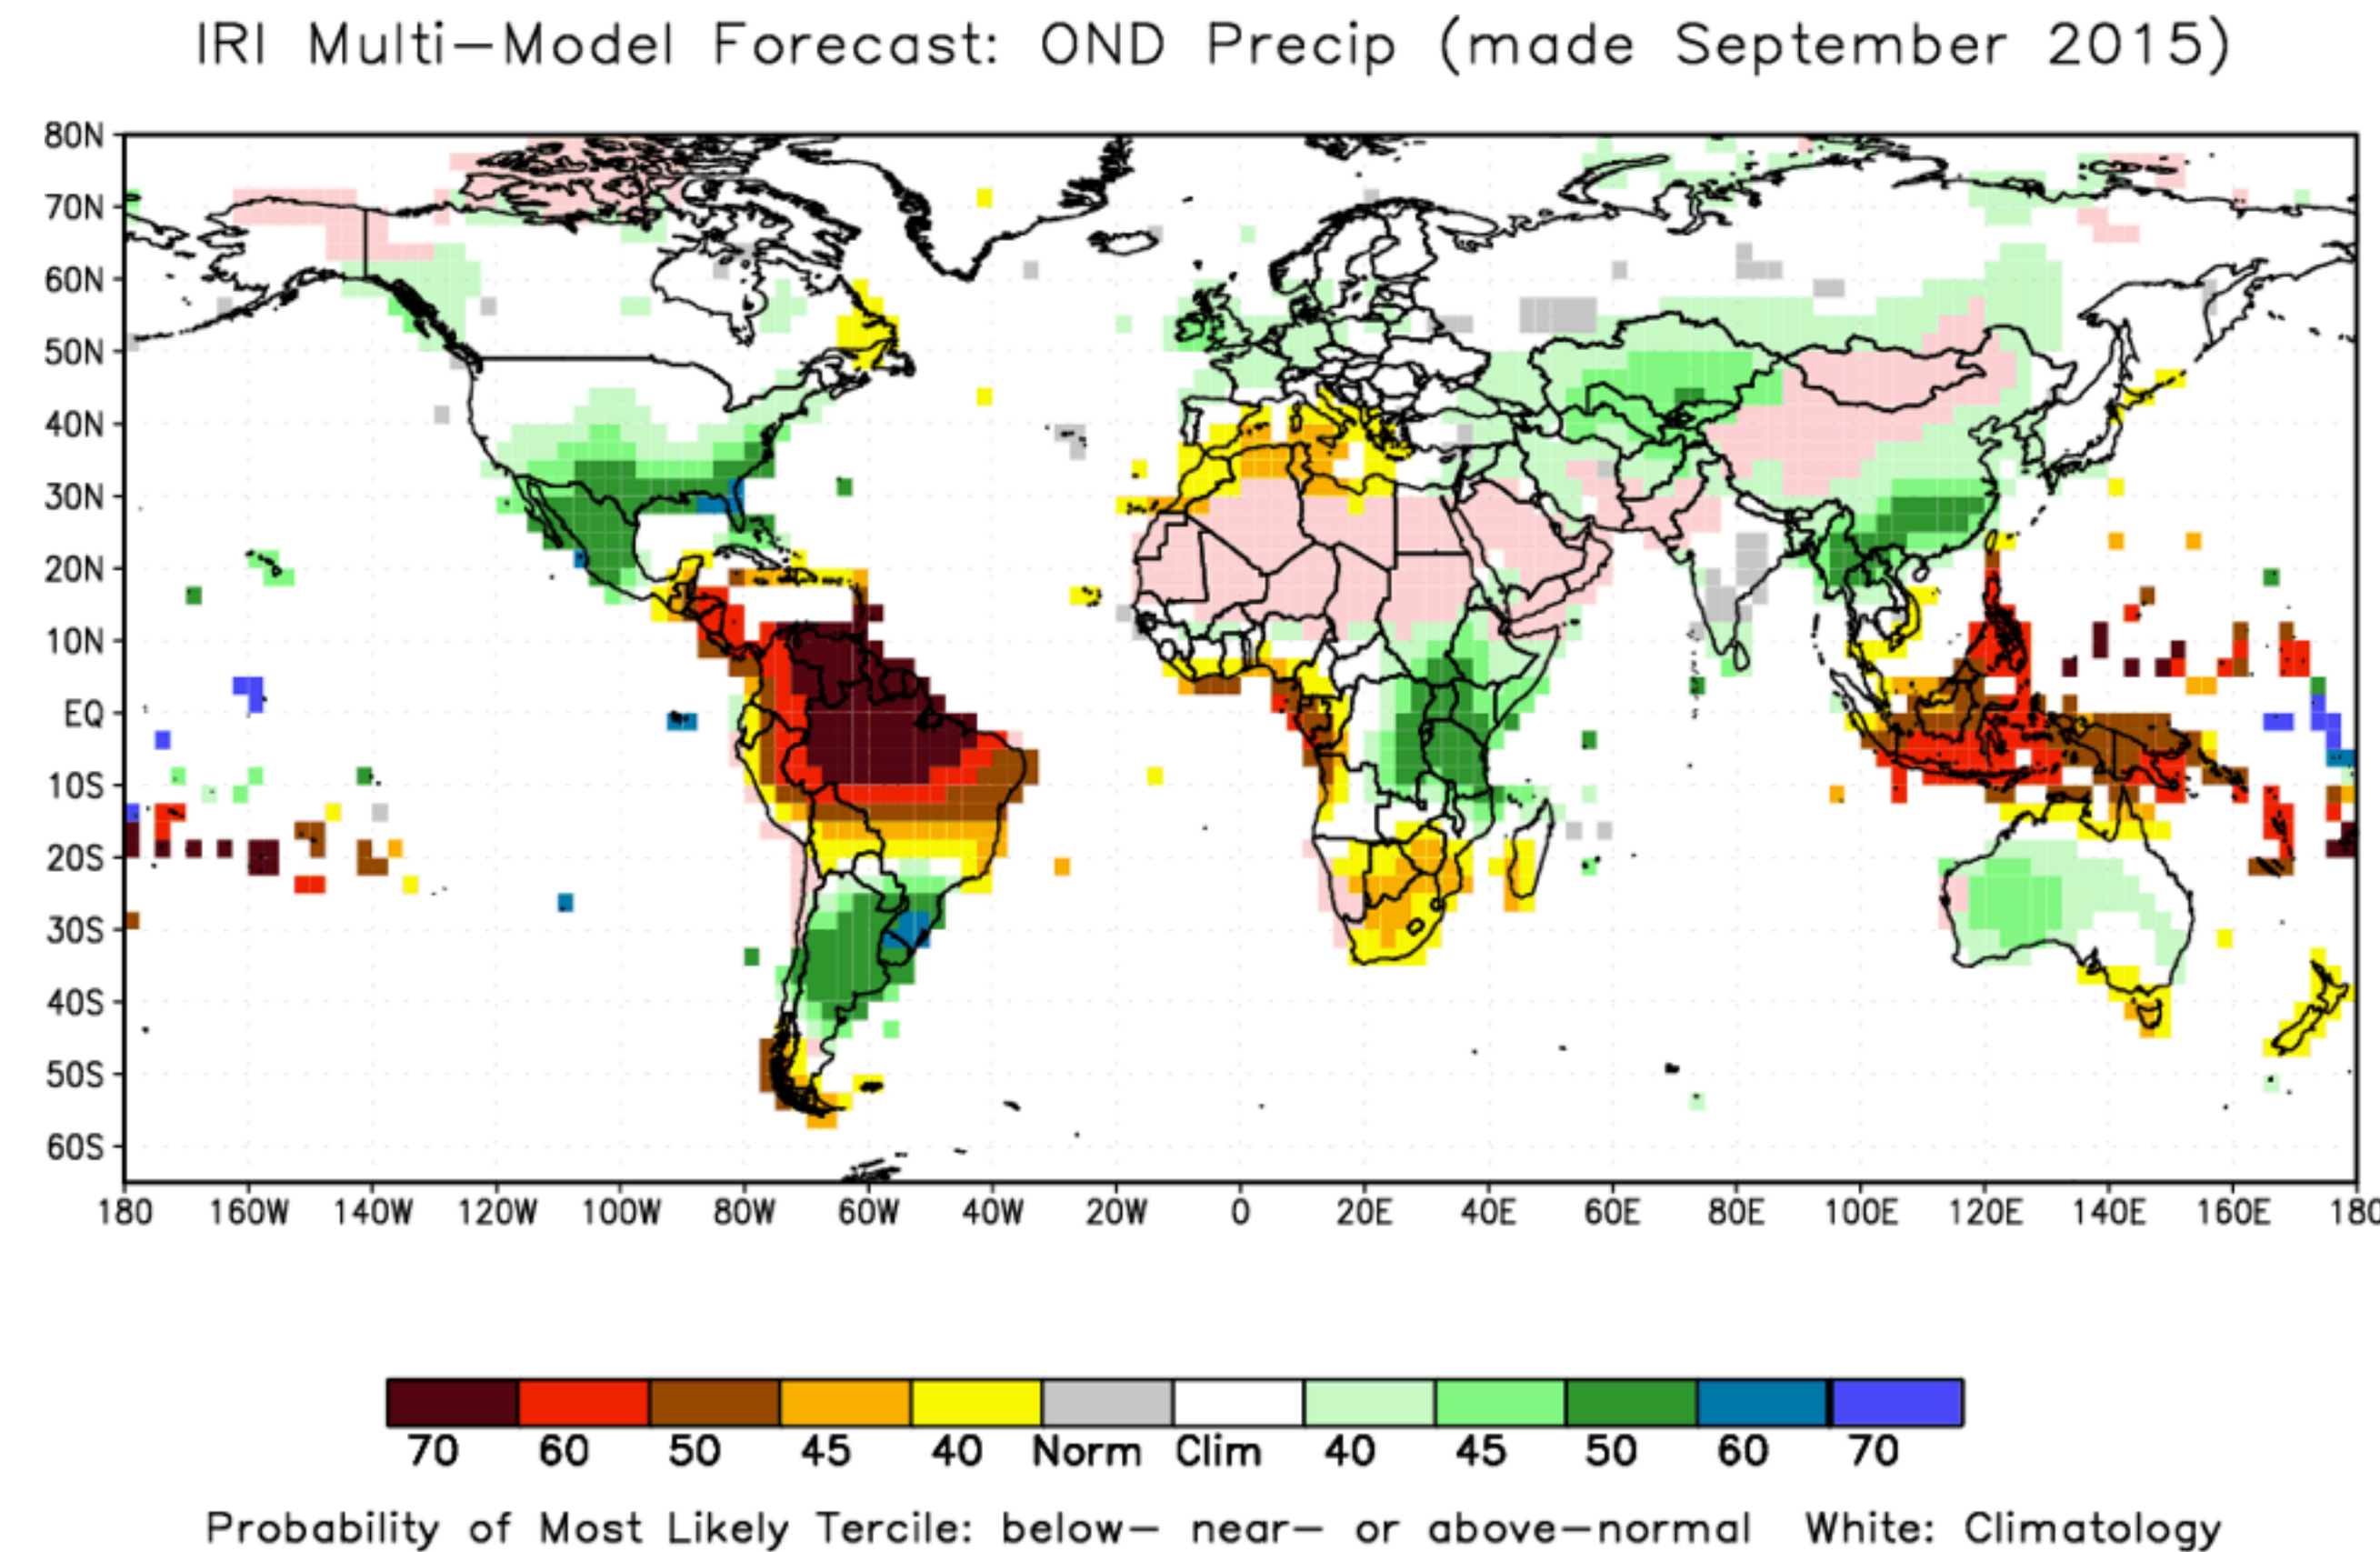 IRI Multi-Model Forecast: OND Precip (made September 2015)
80N
70N
60N
50N
40N
30N
20N
10N
EQ
10S
20S
30S
40S
50S
60S
180 160W 140W 120W 100W 80W 60W 40W 20W 0 20E 40E 60E 80E 100E 120E 140E 160E 180
70 60 50 45 40 Norm Clim 40 45 50 60 70
Probability of Most Likely Tercile: below- near- or above-normal White: Climatology